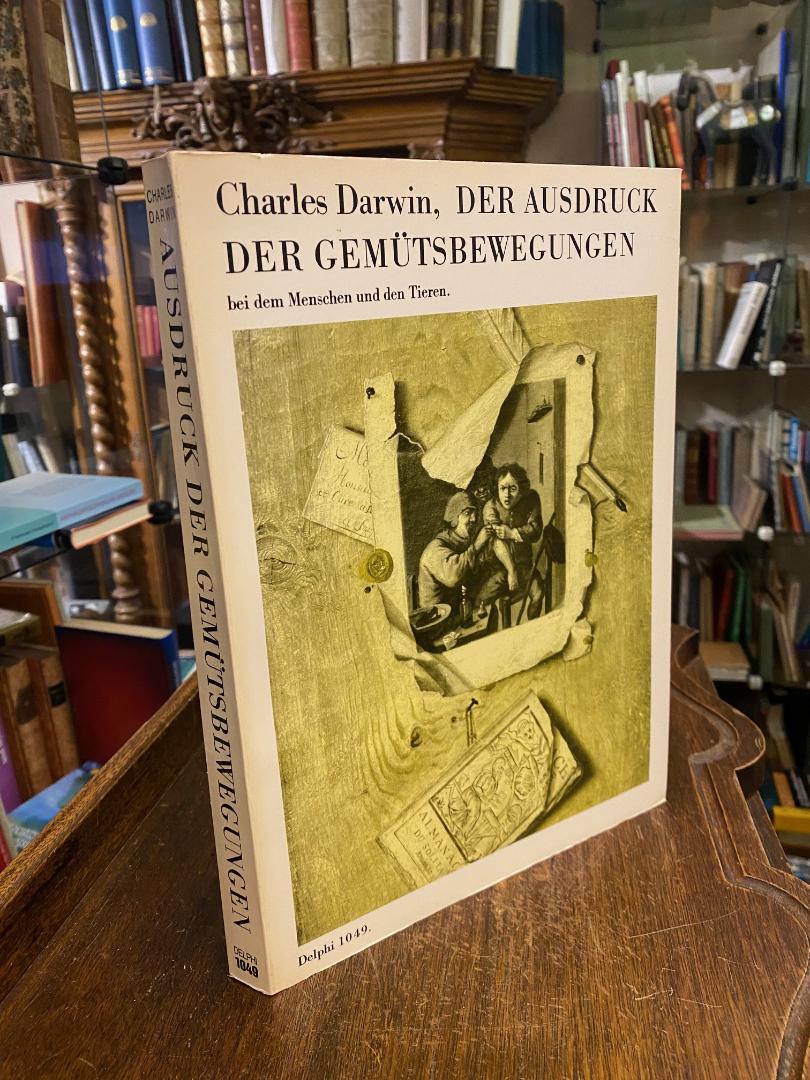 Charles Darwin, DER AUSDRUCK
DER GEMÜTSBEWEGUNGEN
bei dem Menschen und den Tieren.
Delphi 1049.
CHARLES
DARWIN
AUSDRUCK DER GEMÜTSBEWEGUNGEN
DELPHI
1049
ALMANA